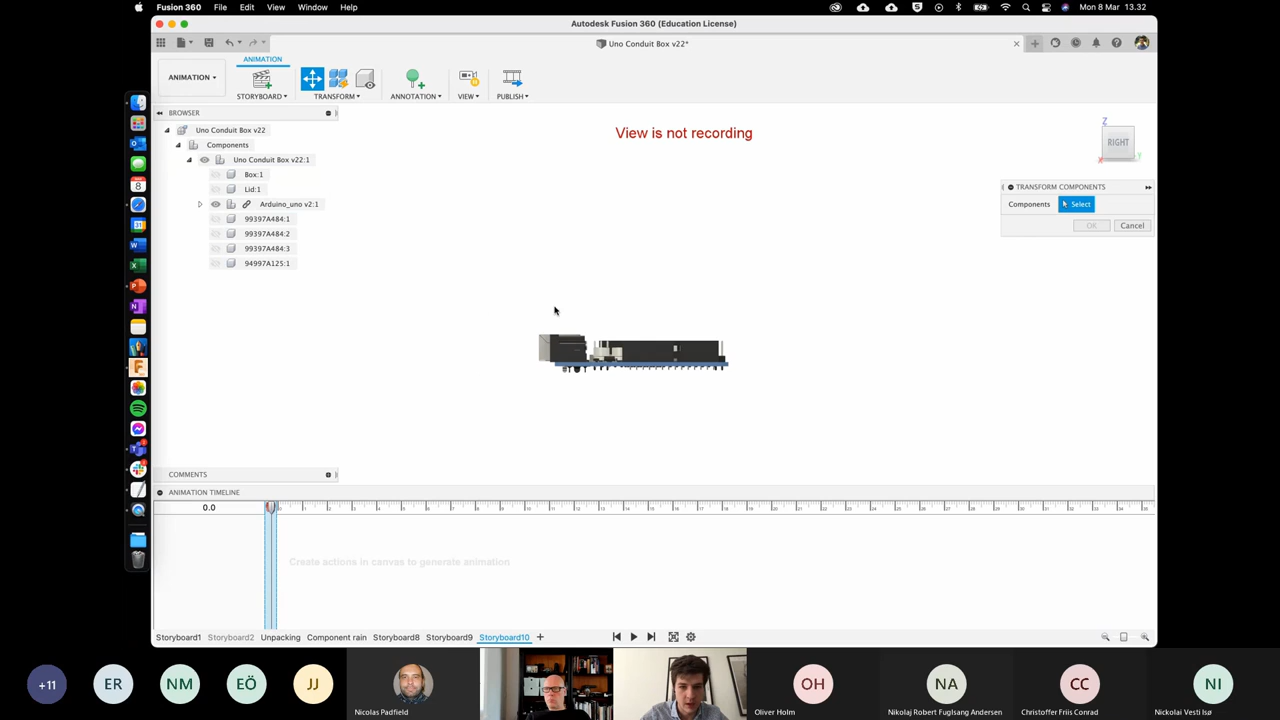 Fusion 360 File Edit View Window Help
Mon 8 Mar 13.32
Autodesk Fusion 360 (Education License)
Uno Conduit Box v22*
ANIMATION
ANIMATION
STORYBOARD
TRANSFORM
ANNOTATION
VIEW
PUBLISH
BROWSER
Uno Conduit Box v22
Components
Uno Conduit Box v22:1
Box:1
Lid:1
Arduino_uno v2:1
99397A484:1
99397A484:2
99397A484:3
94997A125:1
View is not recording
Z
RIGHT
X
Y
TRANSFORM COMPONENTS
Components Select
OK Cancel
COMMENTS
ANIMATION TIMELINE
0.0
Create actions in canvas to generate animation
Storyboard1 Storyboard2 Unpacking Component rain Storyboard8 Storyboard9 Storyboard10
+11
ER
NM
EÖ
JJ
Nicolas Padfield
OH
Oliver Holm
NA
Nikolaj Robert Fuglsang Andersen
CC
Christoffer Friis Conrad
NI
Nickolai Vesti Isø